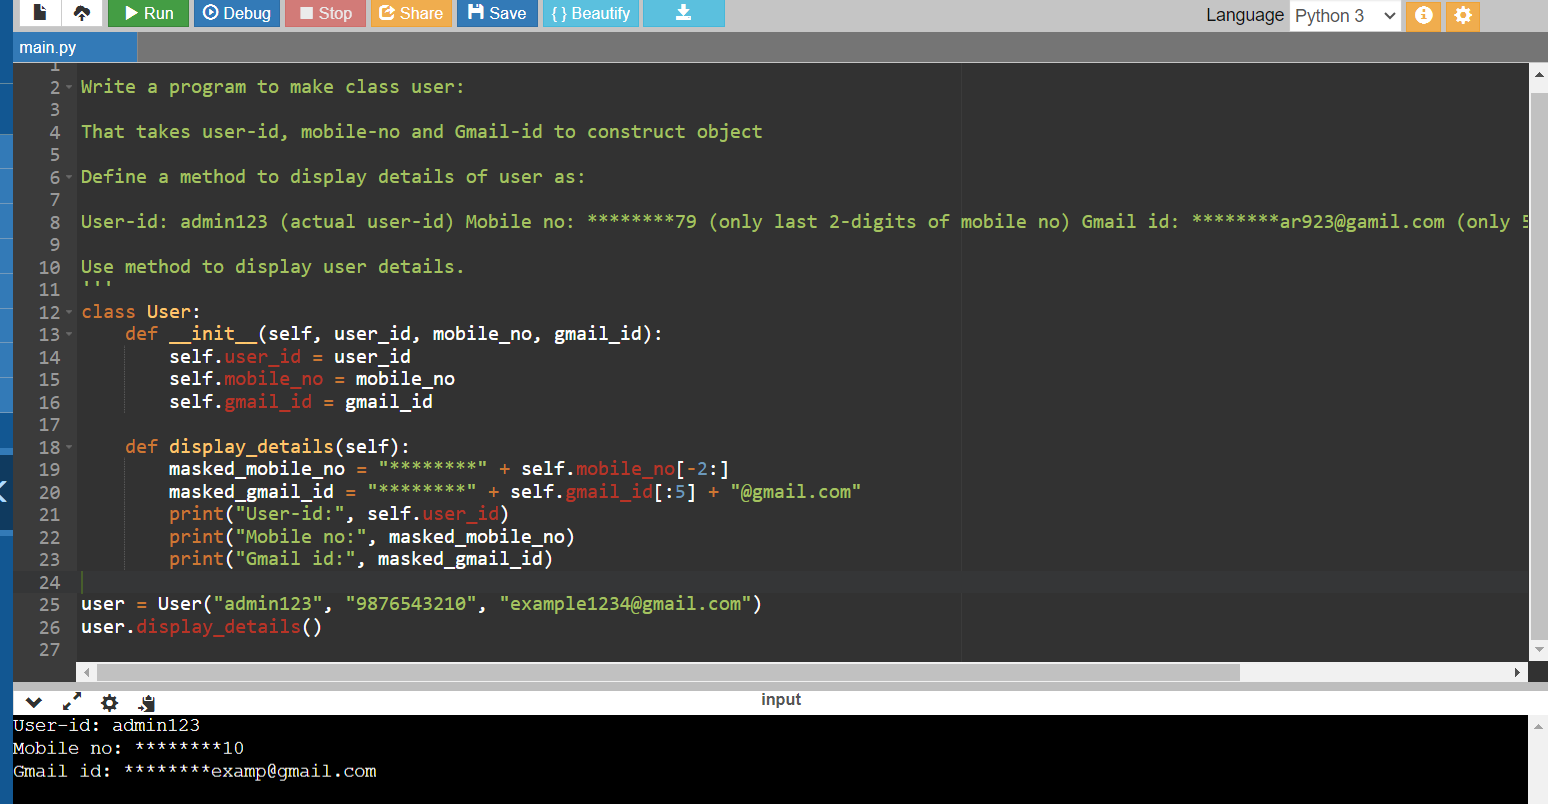 Run Debug Stop Share Save { } Beautify Language Python 3
main.py
1
2 Write a program to make class user:
3
4 That takes user-id, mobile-no and Gmail-id to construct object
5
6 Define a method to display details of user as:
7
8 User-id: admin123 (actual user-id) Mobile no: ********79 (only last 2-digits of mobile no) Gmail id: ********ar923@gamil.com (only 5
9
10 Use method to display user details.
11 '''
12 class User:
13     def __init__(self, user_id, mobile_no, gmail_id):
14         self.user_id = user_id
15         self.mobile_no = mobile_no
16         self.gmail_id = gmail_id
17
18     def display_details(self):
19         masked_mobile_no = "********" + self.mobile_no[-2:]
20         masked_gmail_id = "********" + self.gmail_id[:5] + "@gmail.com"
21         print("User-id:", self.user_id)
22         print("Mobile no:", masked_mobile_no)
23         print("Gmail id:", masked_gmail_id)
24
25 user = User("admin123", "9876543210", "example1234@gmail.com")
26 user.display_details()
27
input
User-id: admin123
Mobile no: ********10
Gmail id: ********examp@gmail.com